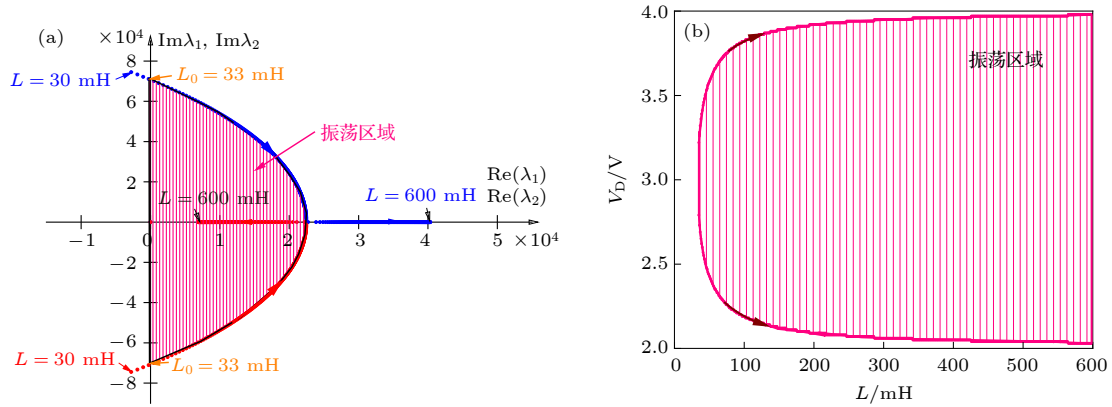 (a)
×10⁴
Imλ₁, Imλ₂
8
6
4
2
0
−2
−4
−6
−8
L = 30 mH
L₀ = 33 mH
振荡区域
L = 600 mH
L = 600 mH
Re(λ₁)
Re(λ₂)
−1
0
1
2
3
4
5
×10⁴
L = 30 mH
L₀ = 33 mH
(b)
振荡区域
V_D/V
4.0
3.5
3.0
2.5
2.0
0
100
200
300
400
500
600
L/mH